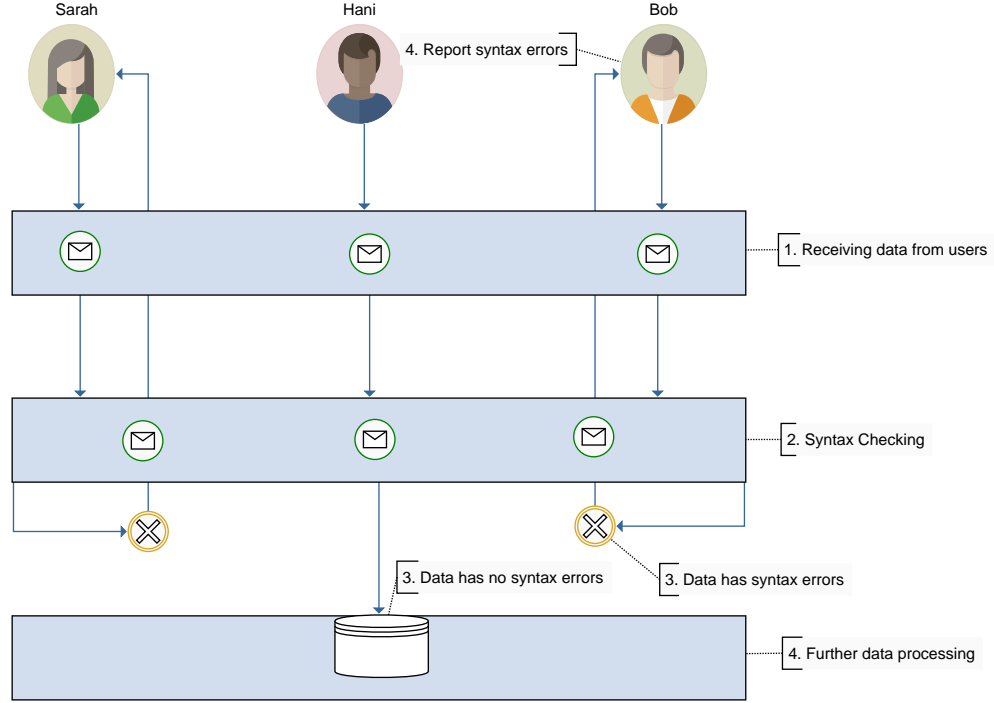 Sarah
Hani
Bob
4. Report syntax errors
1. Receiving data from users
2. Syntax Checking
3. Data has no syntax errors
3. Data has syntax errors
4. Further data processing